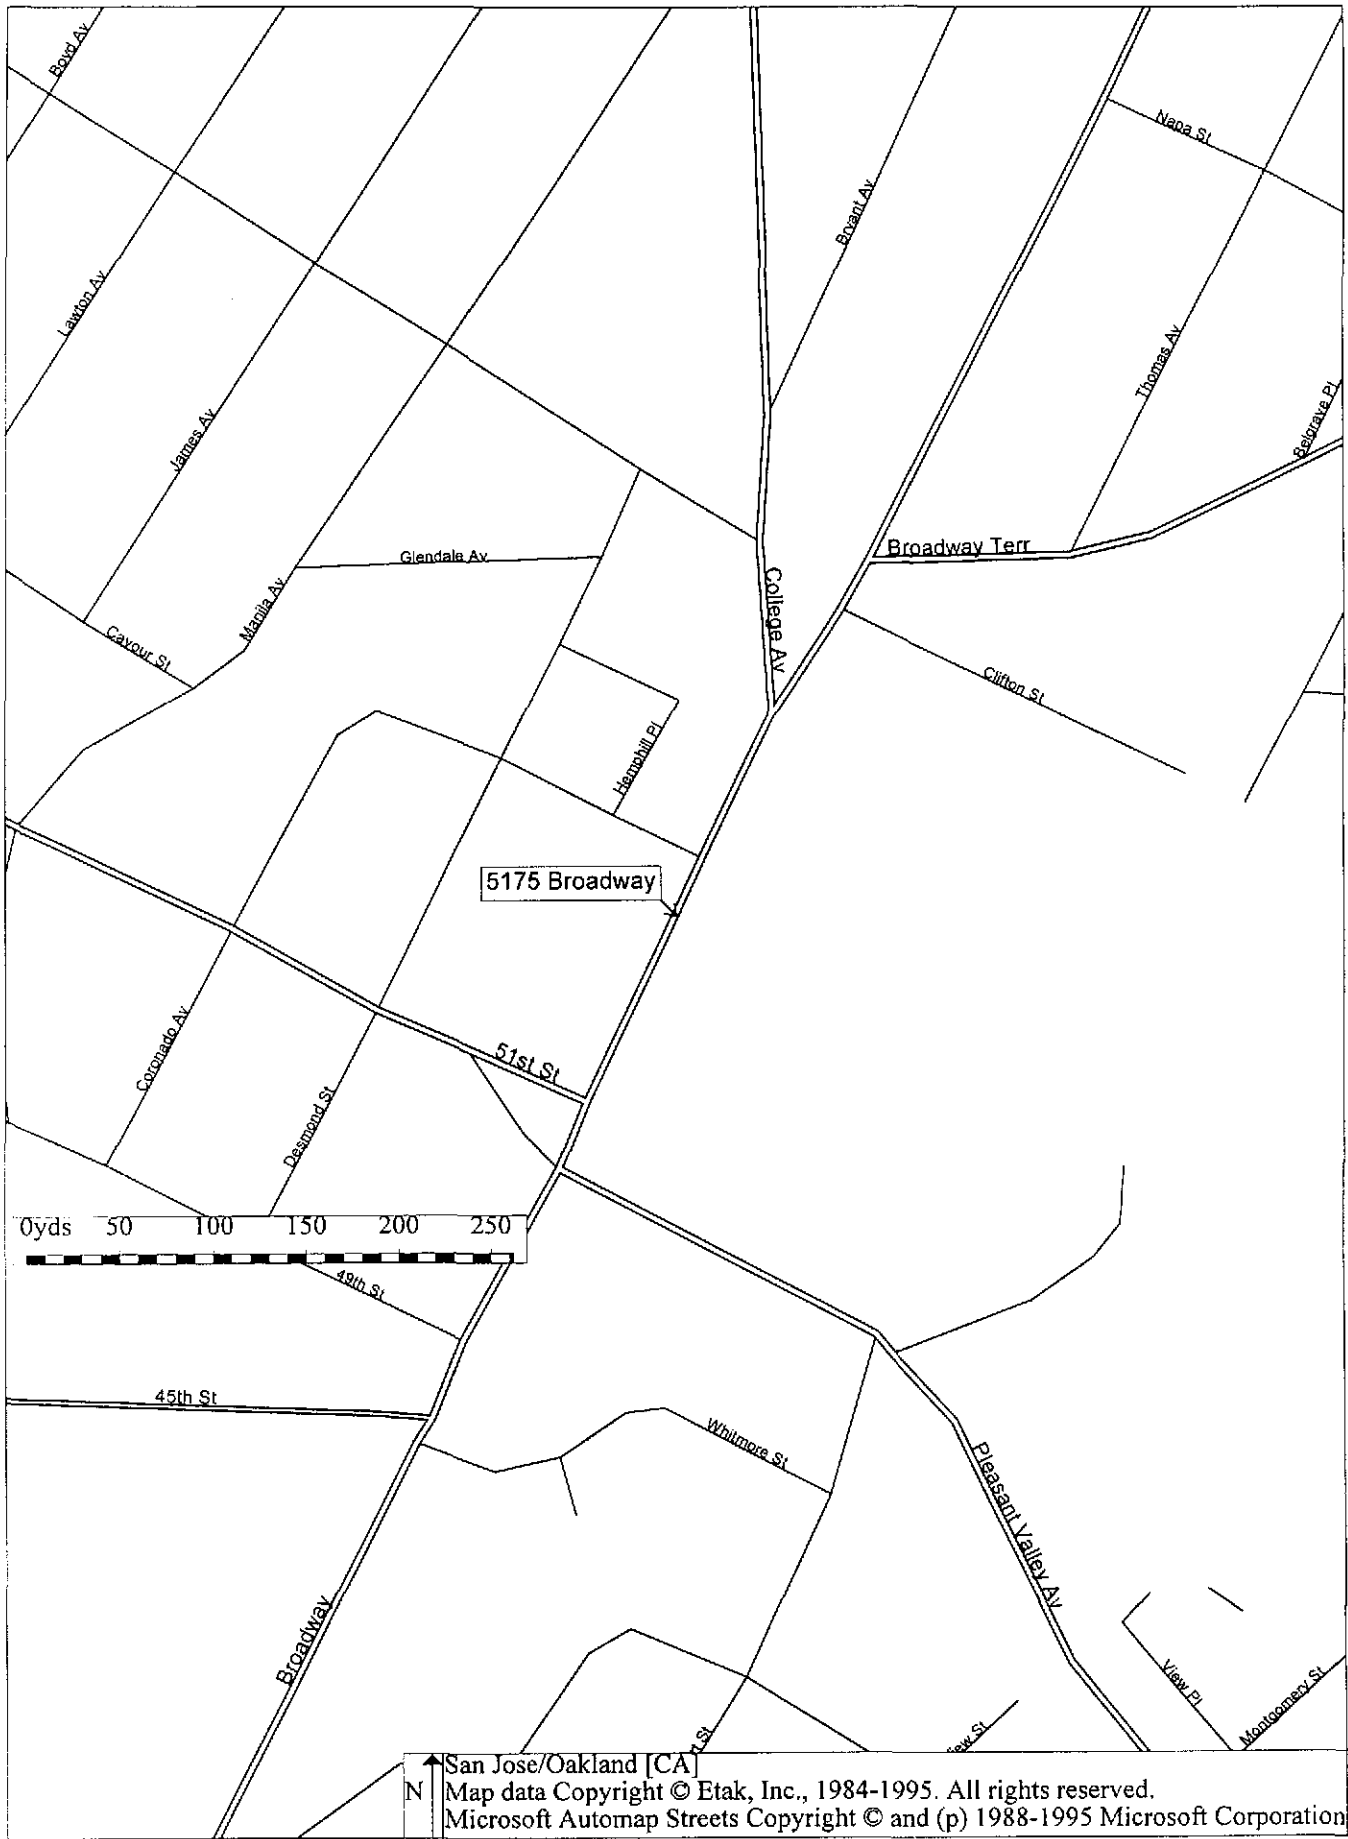 Boyd Av
Napa St
Bryant Av
Lawton Av
Thomas Av
James Av
Belgrave Pl
Broadway Terr
Glendale Av
College Av
Manila Av
Cavour St
Clifton St
Hemphill Pl
5175 Broadway
Coronado Av
51st St
Desmond St
0yds 50 100 150 200 250
49th St
45th St
Whitmore St
Pleasant Valley Av
Broadway
View Pl
Montgomery St
iew St
St
San Jose/Oakland [CA]
N
Map data Copyright © Etak, Inc., 1984-1995. All rights reserved.
Microsoft Automap Streets Copyright © and (p) 1988-1995 Microsoft Corporation